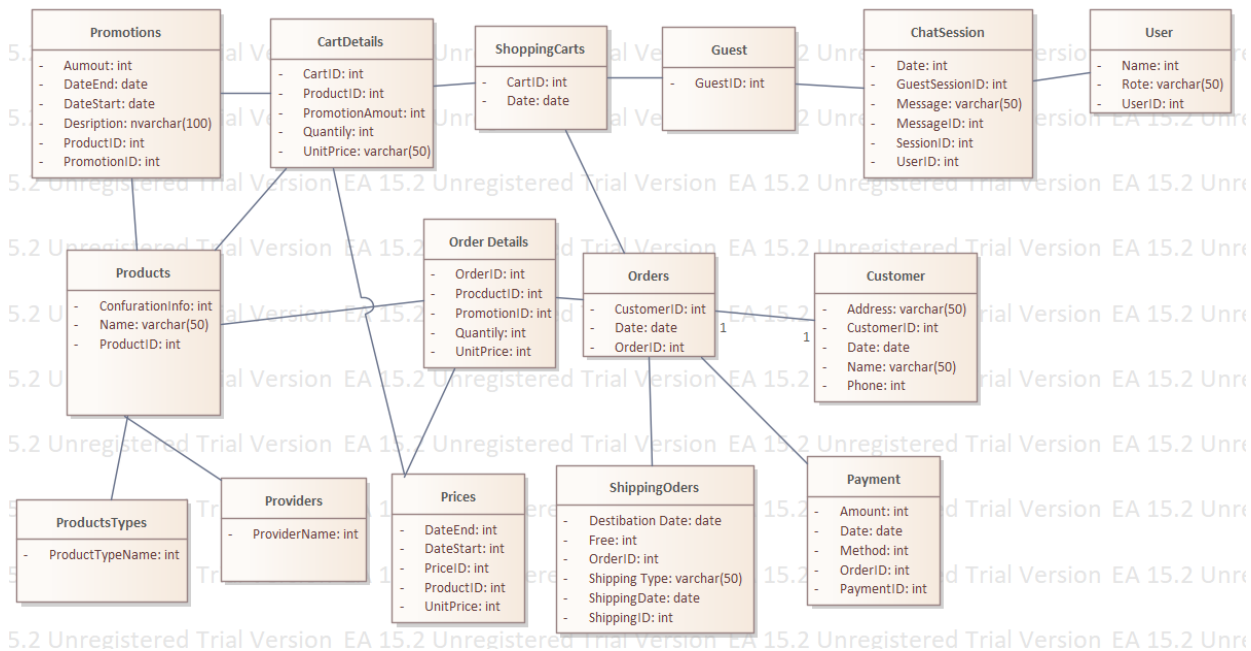 Promotions
- Aumout: int
- DateEnd: date
- DateStart: date
- Desription: nvarchar(100)
- ProductID: int
- PromotionID: int
CartDetails
- CartID: int
- ProductID: int
- PromotionAmout: int
- Quantily: int
- UnitPrice: varchar(50)
ShoppingCarts
- CartID: int
- Date: date
Guest
- GuestID: int
ChatSession
- Date: int
- GuestSessionID: int
- Message: varchar(50)
- MessageID: int
- SessionID: int
- UserID: int
User
- Name: int
- Rote: varchar(50)
- UserID: int
Products
- ConfurationInfo: int
- Name: varchar(50)
- ProductID: int
Order Details
- OrderID: int
- ProcductID: int
- PromotionID: int
- Quantily: int
- UnitPrice: int
Orders
- CustomerID: int
- Date: date
- OrderID: int
1
1
Customer
- Address: varchar(50)
- CustomerID: int
- Date: date
- Name: varchar(50)
- Phone: int
ProductsTypes
- ProductTypeName: int
Providers
- ProviderName: int
Prices
- DateEnd: int
- DateStart: int
- PriceID: int
- ProductID: int
- UnitPrice: int
ShippingOders
- Destibation Date: date
- Free: int
- OrderID: int
- Shipping Type: varchar(50)
- ShippingDate: date
- ShippingID: int
Payment
- Amount: int
- Date: date
- Method: int
- OrderID: int
- PaymentID: int
EA 15.2 Unregistered Trial Version